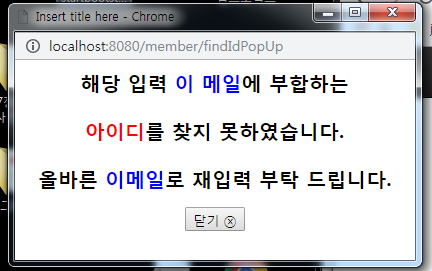 Insert title here - Chrome
localhost:8080/member/findIdPopUp
해당 입력 이 메일에 부합하는
아이디를 찾지 못하였습니다.
올바른 이메일로 재입력 부탁 드립니다.
닫기 ⓧ